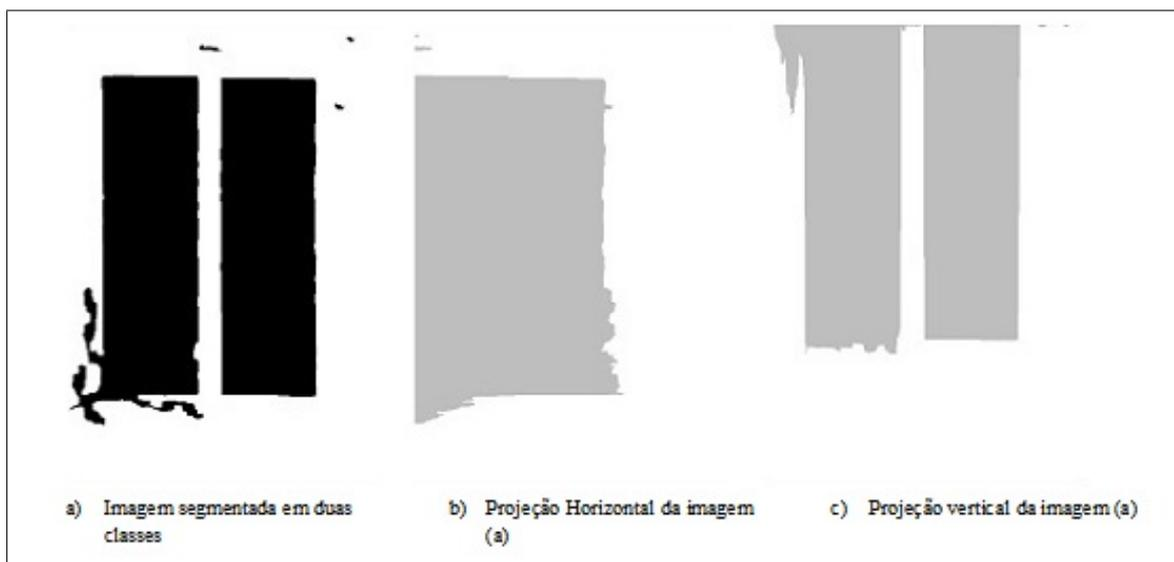 a) Imagem segmentada em duas
classes
b) Projeção Horizontal da imagem
(a)
c) Projeção vertical da imagem (a)